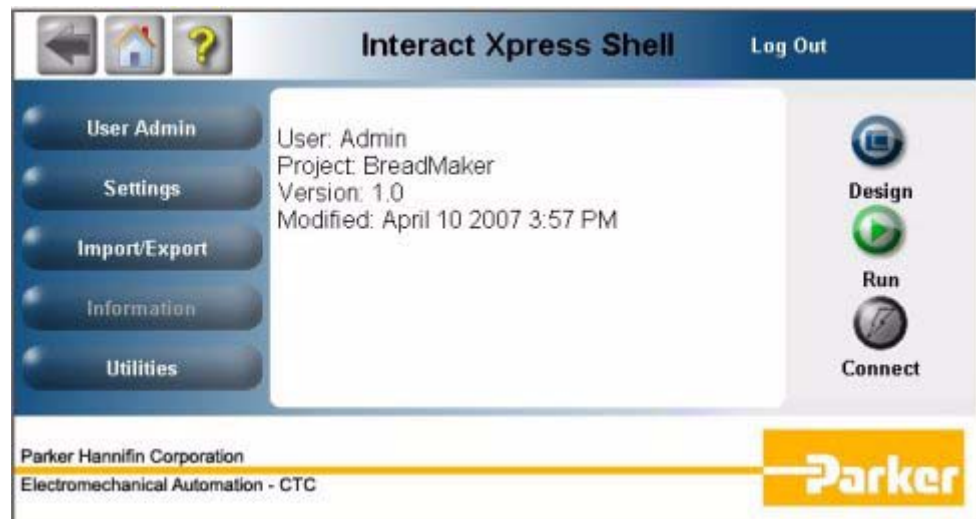 Interact Xpress Shell
Log Out
User Admin
Settings
Import/Export
Information
Utilities
User: Admin
Project: BreadMaker
Version: 1.0
Modified: April 10 2007 3:57 PM
Design
Run
Connect
Parker Hannifin Corporation
Electromechanical Automation - CTC
Parker